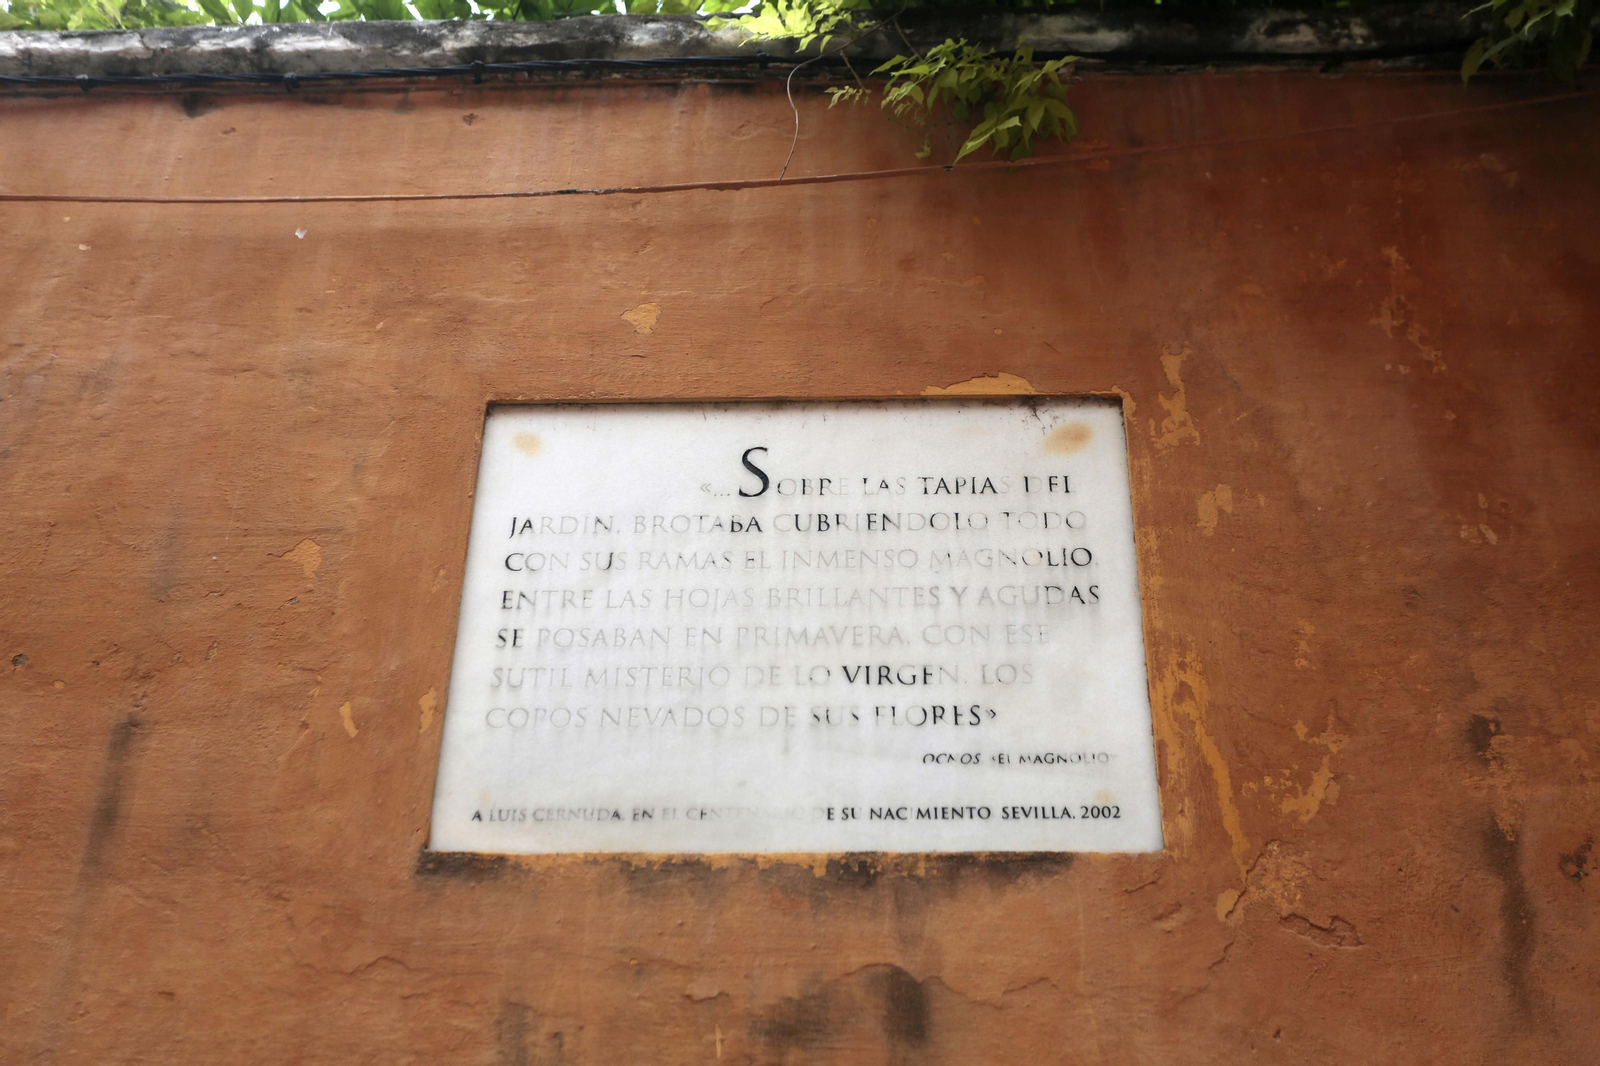 «...SOBRE LAS TAPIAS DEL
JARDÍN, BROTABA CUBRIÉNDOLO TODO
CON SUS RAMAS EL INMENSO MAGNOLIO.
ENTRE LAS HOJAS BRILLANTES Y AGUDAS
SE POSABAN EN PRIMAVERA, CON ESE
SUTIL MISTERIO DE LO VIRGEN, LOS
COPOS NEVADOS DE SUS FLORES»
OCNOS «EL MAGNOLIO»
A LUIS CERNUDA, EN EL CENTENARIO DE SU NACIMIENTO SEVILLA, 2002